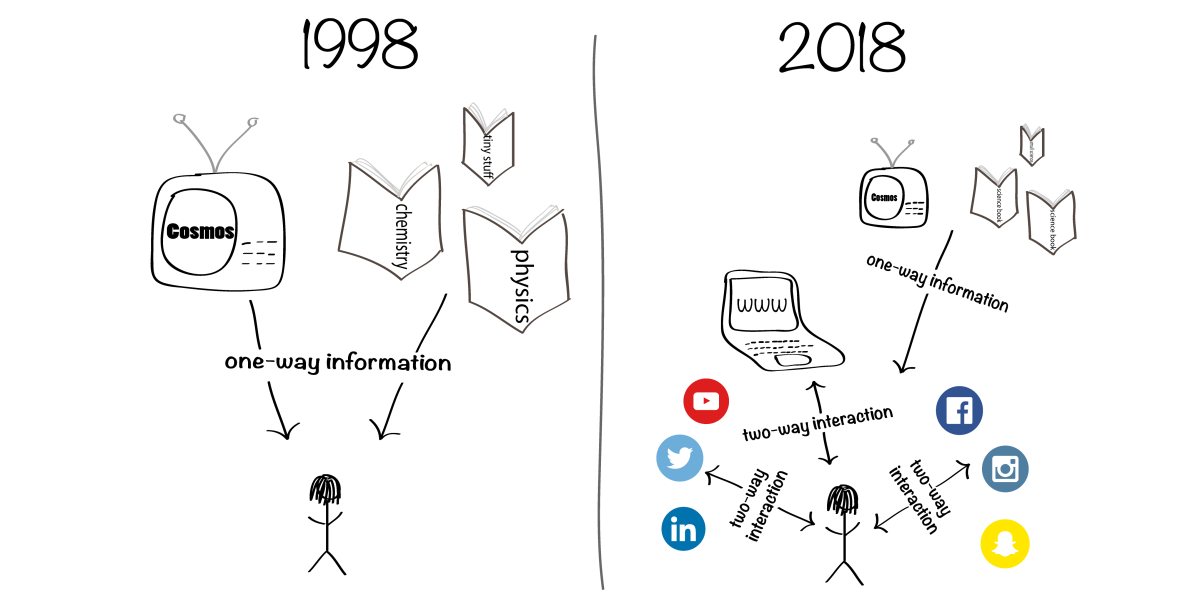 1998
Cosmos
chemistry
tiny stuff
physics
one-way information
2018
Cosmos
science book
science book
one-way information
www
two-way interaction
two-way
interaction
two-way
interaction
in